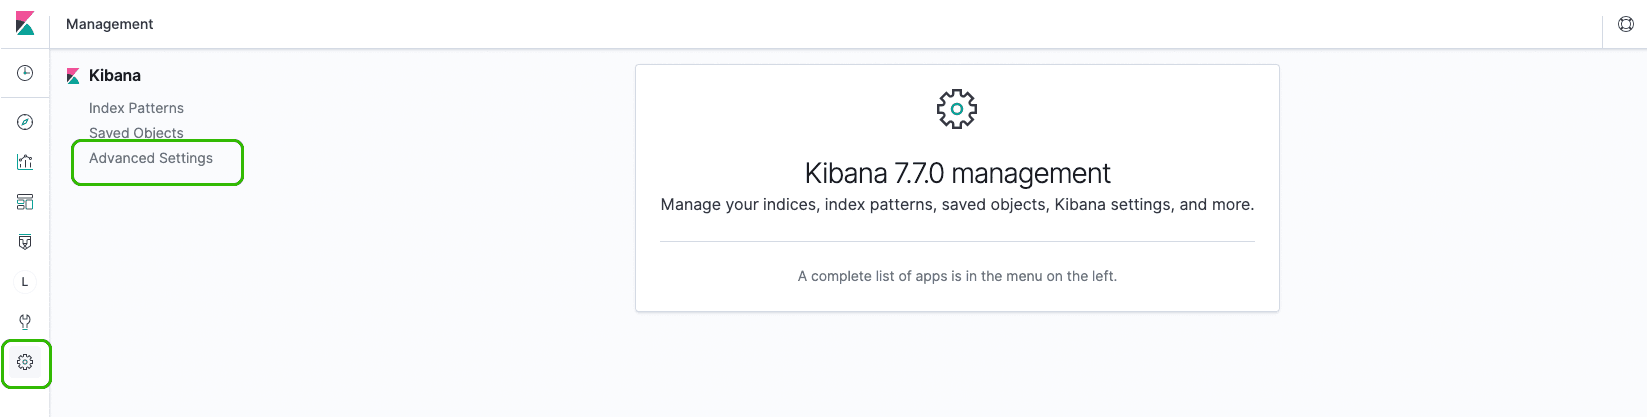 Management
Kibana
Index Patterns
Saved Objects
Advanced Settings
L
Kibana 7.7.0 management
Manage your indices, index patterns, saved objects, Kibana settings, and more.
A complete list of apps is in the menu on the left.